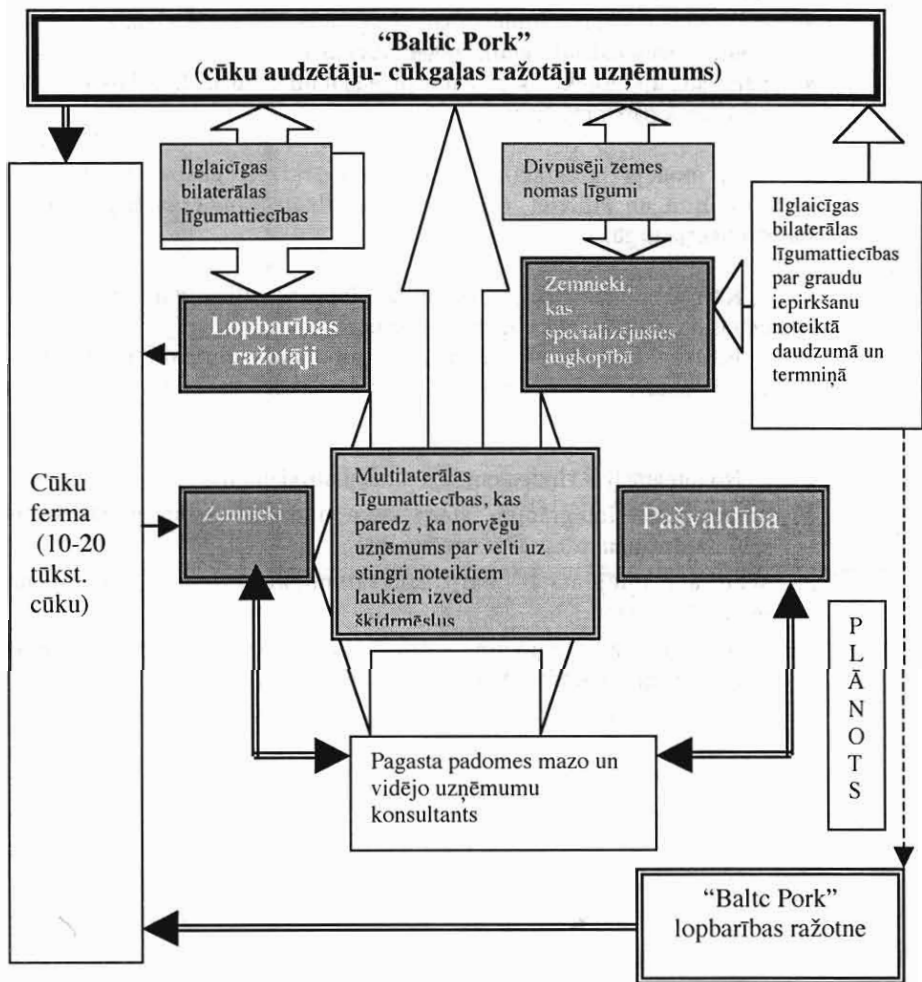 “Baltic Pork”
(cūku audzētāju- cūkgaļas ražotāju uzņēmums)
Ilglaicīgas
bilaterālas
līgumattiecības
Divpusēji zemes
nomas līgumi
Ilglaicīgas
bilaterālas
līgumattiecības
par graudu
iepirkšanu
noteiktā
daudzumā un
termniņā
Lopbarības
ražotāji
Zemnieki,
kas
specializējušies
augkopībā
Cūku
ferma
(10-20
tūkst.
cūku)
Zemnieki
Multilaterālas
līgumattiecības, kas
paredz , ka norvēģu
uzņēmums par velti uz
stingri noteiktiem
laukiem izved
šķidrmēslus
Pašvaldība
P
L
Ā
N
O
T
S
Pagasta padomes mazo un
vidējo uzņēmumu
konsultants
“Baltc Pork”
lopbarības ražotne